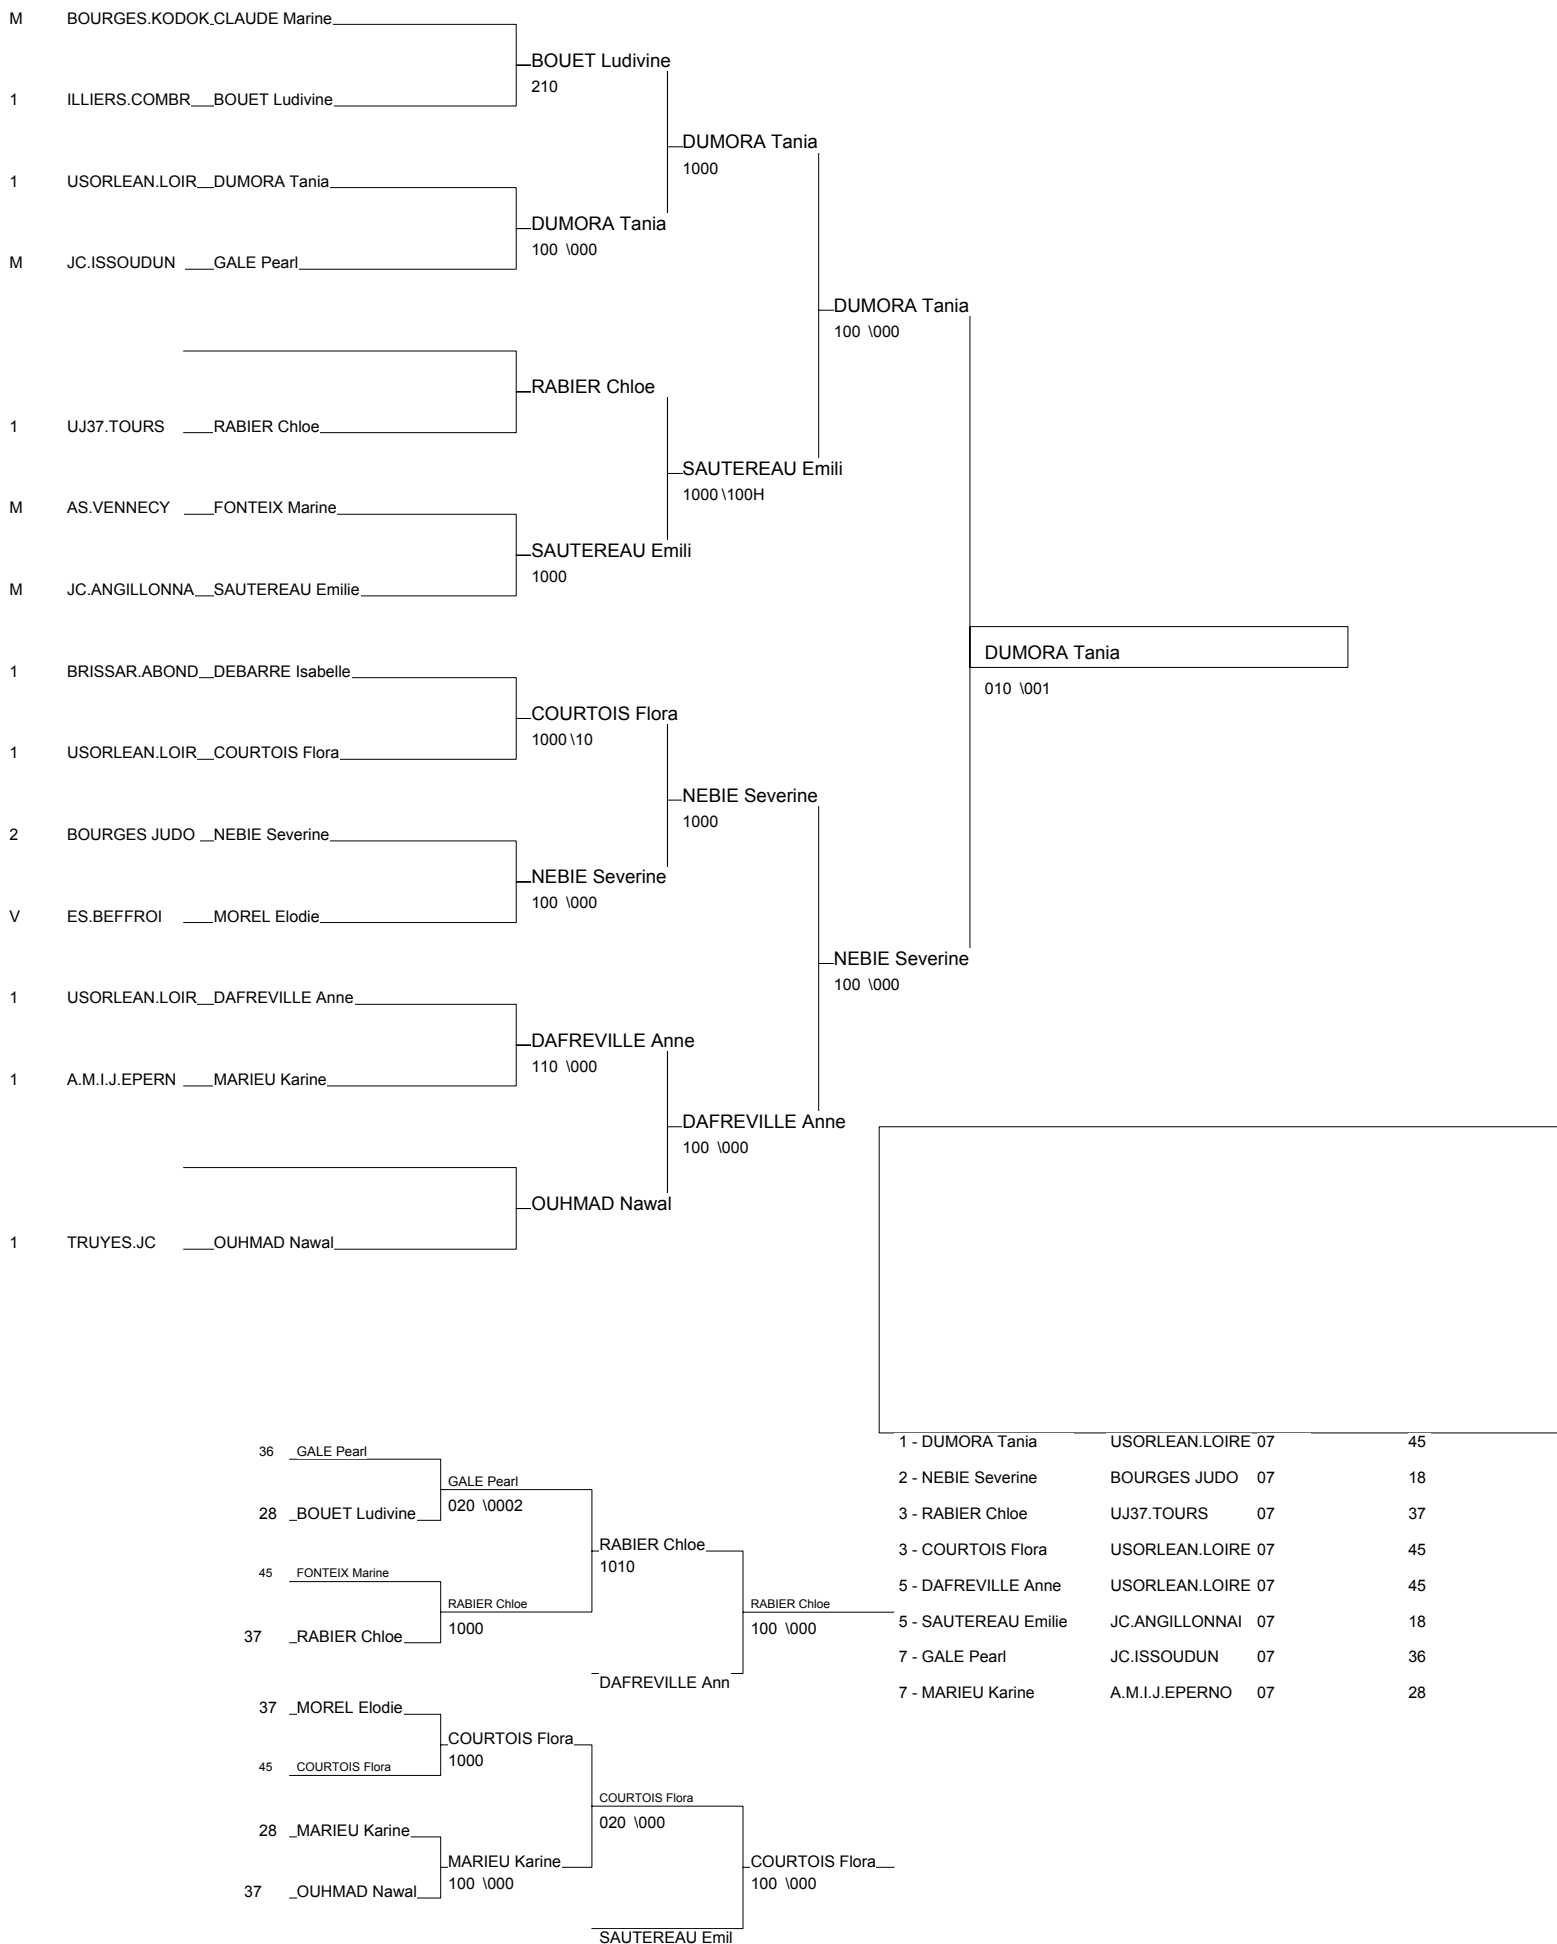 M BOURGES.KODOK CLAUDE Marine
BOUET Ludivine
210
1 ILLIERS.COMBR BOUET Ludivine
DUMORA Tania
1000
1 USORLEAN.LOIR DUMORA Tania
DUMORA Tania
100 \000
M JC.ISSOUDUN GALE Pearl
DUMORA Tania
100 \000
RABIER Chloe
1 UJ37.TOURS RABIER Chloe
SAUTEREAU Emili
1000 \100H
M AS.VENNECY FONTEIX Marine
SAUTEREAU Emili
1000
M JC.ANGILLONNA SAUTEREAU Emilie
DUMORA Tania
010 \001
1 BRISSAR.ABOND DEBARRE Isabelle
COURTOIS Flora
1000 \10
1 USORLEAN.LOIR COURTOIS Flora
NEBIE Severine
1000
2 BOURGES JUDO NEBIE Severine
NEBIE Severine
100 \000
V ES.BEFFROI MOREL Elodie
NEBIE Severine
100 \000
1 USORLEAN.LOIR DAFREVILLE Anne
DAFREVILLE Anne
110 \000
1 A.M.I.J.EPERN MARIEU Karine
DAFREVILLE Anne
100 \000
OUHMAD Nawal
1 TRUYES.JC OUHMAD Nawal
36 GALE Pearl
GALE Pearl
020 \0002
28 BOUET Ludivine
RABIER Chloe
1010
45 FONTEIX Marine
RABIER Chloe
1000
37 RABIER Chloe
RABIER Chloe
100 \000
DAFREVILLE Ann
37 MOREL Elodie
COURTOIS Flora
1000
45 COURTOIS Flora
COURTOIS Flora
020 \000
28 MARIEU Karine
MARIEU Karine
100 \000
37 OUHMAD Nawal
COURTOIS Flora
100 \000
SAUTEREAU Emil
1 - DUMORA Tania USORLEAN.LOIRE 07 45
2 - NEBIE Severine BOURGES JUDO 07 18
3 - RABIER Chloe UJ37.TOURS 07 37
3 - COURTOIS Flora USORLEAN.LOIRE 07 45
5 - DAFREVILLE Anne USORLEAN.LOIRE 07 45
5 - SAUTEREAU Emilie JC.ANGILLONNAI 07 18
7 - GALE Pearl JC.ISSOUDUN 07 36
7 - MARIEU Karine A.M.I.J.EPERNO 07 28